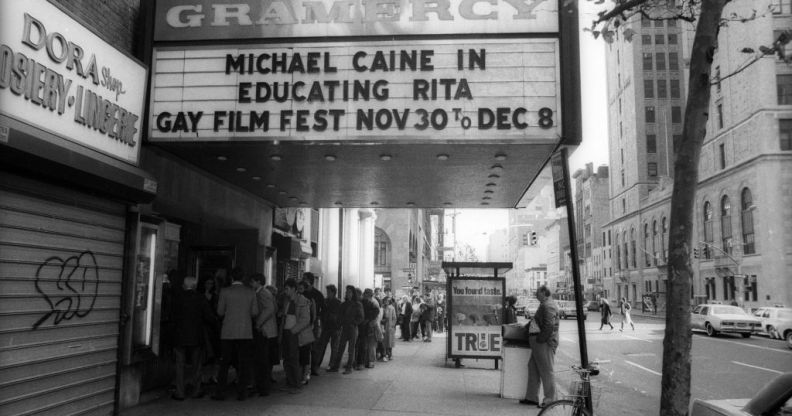 GRAMERCY
MICHAEL CAINE IN
EDUCATING RITA
GAY FILM FEST NOV 30 TO DEC 8
DORA Shop
HOSIERY · LINGERIE
You found taste.
TRUE